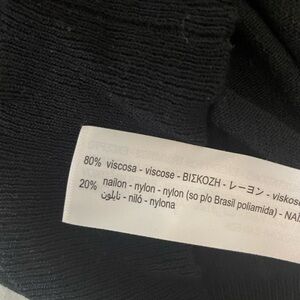 80% viscosa - viscose - ΒΙΣΚΟΖΗ - レーヨン - viskose
20% nailon - nylon - nylon (so p/o Brasil poliamida) - NAI
نايلون - niló - nylona